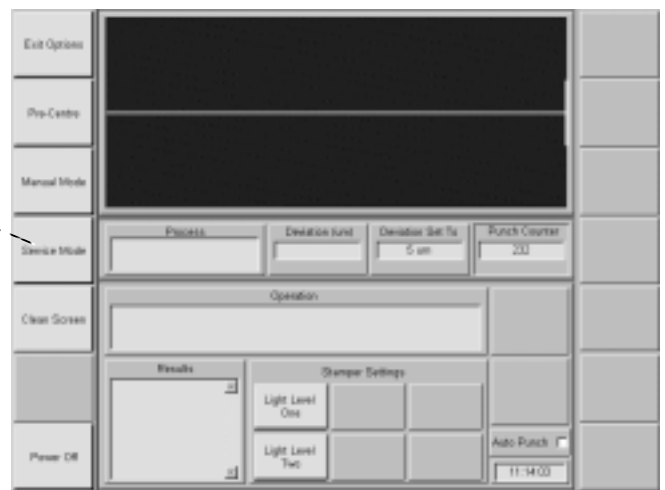 Exit Options
Pre-Centre
Manual Mode
Service Mode
Clean Screen
Power Off
Process
Deviation (um)
Deviation Set To
5 um
Punch Counter
232
Operation
Results
Stamper Settings
Light Level
One
Light Level
Two
Auto Punch
11:14:03